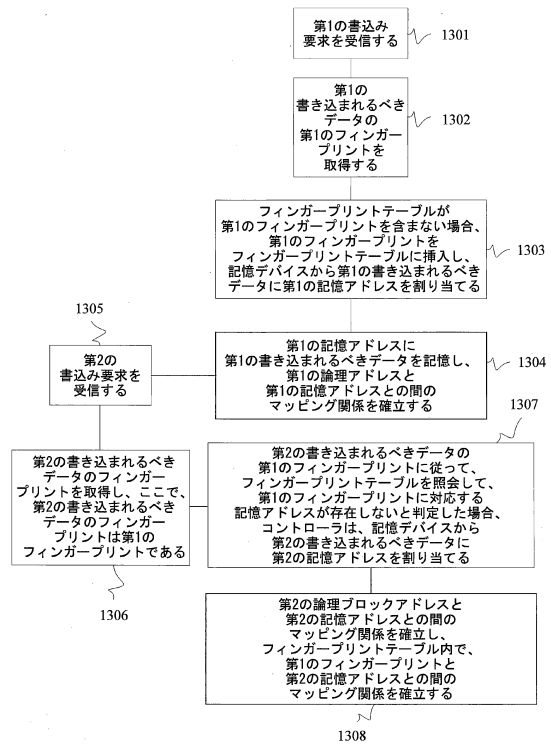 第1の書込み
要求を受信する
1301
第1の
書き込まれるべき
データの
第1のフィンガー
プリントを
取得する
1302
フィンガープリントテーブルが
第1のフィンガープリントを含まない場合、
第1のフィンガープリントを
フィンガープリントテーブルに挿入し、
記憶デバイスから第1の書き込まれるべき
データに第1の記憶アドレスを割り当てる
1303
第1の記憶アドレスに
第1の書き込まれるべきデータを記憶し、
第1の論理アドレスと
第1の記憶アドレスとの間の
マッピング関係を確立する
1304
1305
第2の
書込み要求を
受信する
第2の書き込まれるべき
データのフィンガー
プリントを取得し、ここで、
第2の書き込まれるべき
データのフィンガー
プリントは第1の
フィンガープリントである
1306
1307
第2の書き込まれるべきデータの
第1のフィンガープリントに従って、
フィンガープリントテーブルを照会して、
第1のフィンガープリントに対応する
記憶アドレスが存在しないと判定した場合、
コントローラは、記憶デバイスから
第2の書き込まれるべきデータに
第2の記憶アドレスを割り当てる
第2の論理ブロックアドレスと
第2の記憶アドレスとの間の
マッピング関係を確立し、
フィンガープリントテーブル内で、
第1のフィンガープリントと
第2の記憶アドレスとの間の
マッピング関係を確立する
1308